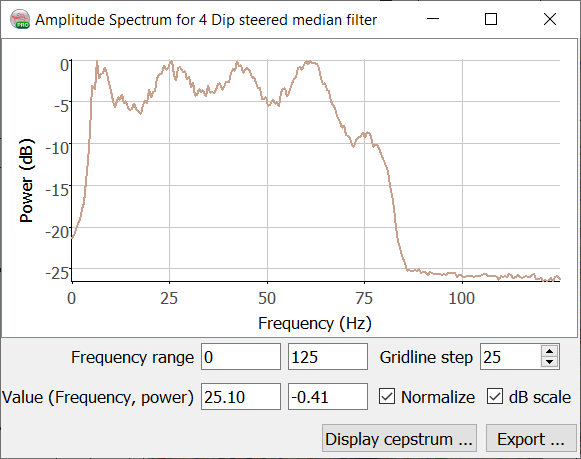 Amplitude Spectrum for 4 Dip steered median filter
PRO
0
-5
-10
-15
-20
-25
Power (dB)
0 25 50 75 100
Frequency (Hz)
Frequency range 0 125 Gridline step 25
Value (Frequency, power) 25.10 -0.41 Normalize dB scale
Display cepstrum ... Export ...